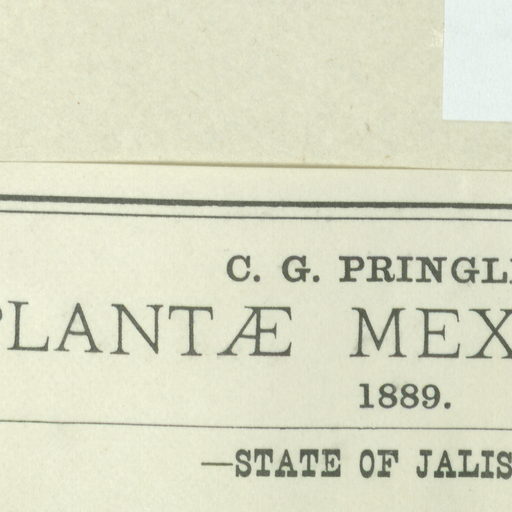 C. G. PRINGL
PLANTÆ MEX
1889.
—STATE OF JALIS